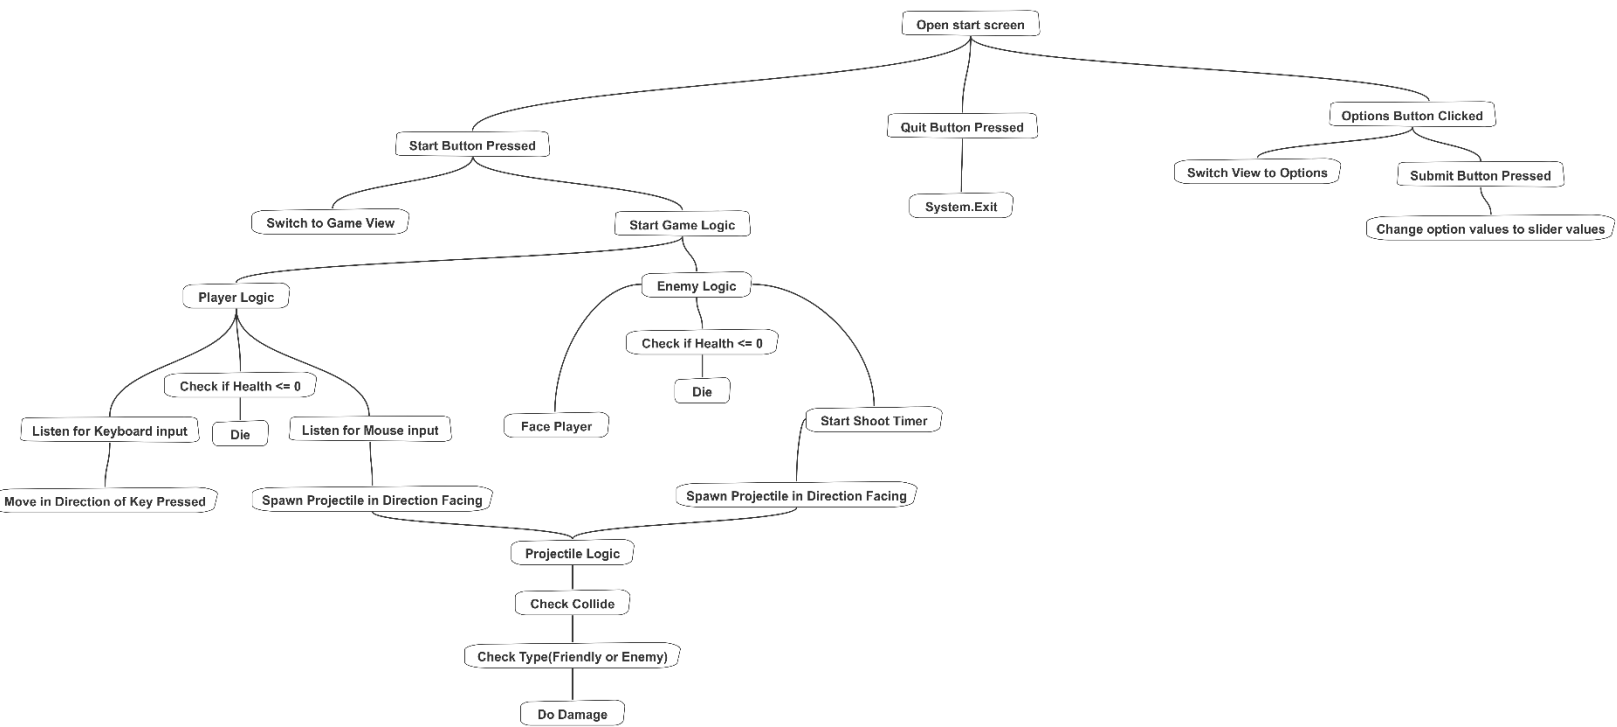 Open start screen
Options Button Clicked
Quit Button Pressed
Start Button Pressed
Switch View to Options
Submit Button Pressed
System.Exit
Switch to Game View
Start Game Logic
Change option values to slider values
Enemy Logic
Player Logic
Check if Health <= 0
Check if Health <= 0
Die
Listen for Keyboard input
Die
Listen for Mouse input
Face Player
Start Shoot Timer
Move in Direction of Key Pressed
Spawn Projectile in Direction Facing
Spawn Projectile in Direction Facing
Projectile Logic
Check Collide
Check Type(Friendly or Enemy)
Do Damage